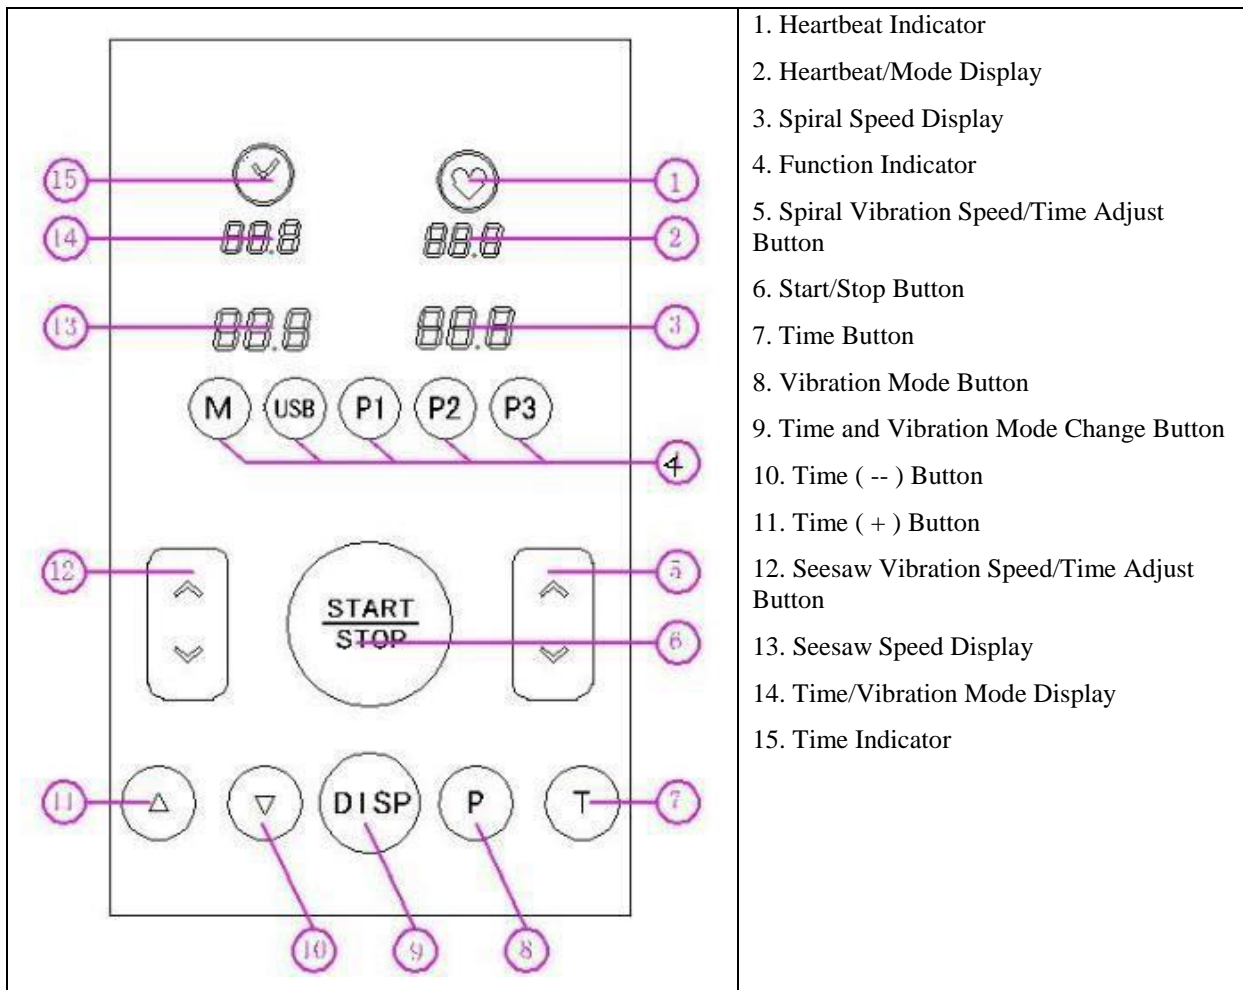 15
1
14
88.8
88.8
2
13
88.8
88.8
3
M USB P1 P2 P3
4
12
5
START
STOP
6
11
DISP P T
7
10
9
8
1. Heartbeat Indicator
2. Heartbeat/Mode Display
3. Spiral Speed Display
4. Function Indicator
5. Spiral Vibration Speed/Time Adjust
Button
6. Start/Stop Button
7. Time Button
8. Vibration Mode Button
9. Time and Vibration Mode Change Button
10. Time ( -- ) Button
11. Time ( + ) Button
12. Seesaw Vibration Speed/Time Adjust
Button
13. Seesaw Speed Display
14. Time/Vibration Mode Display
15. Time Indicator